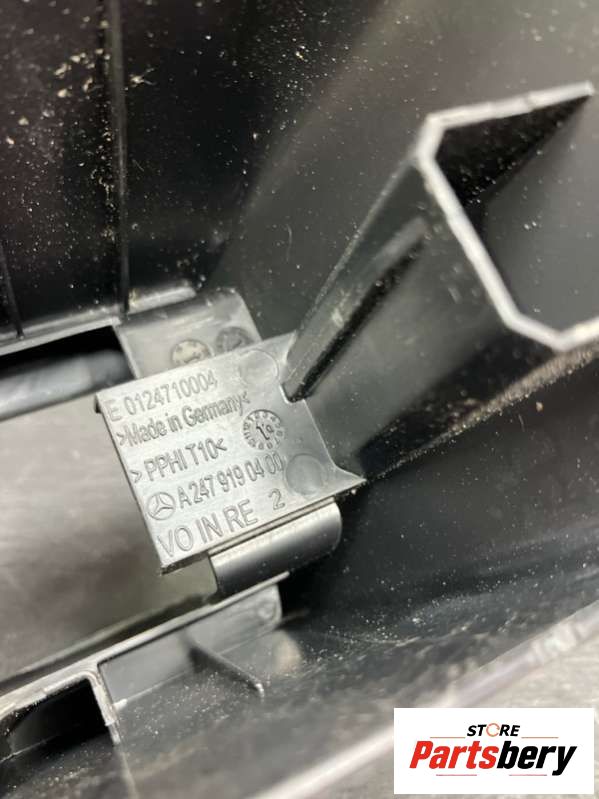 E 0124710004
>Made in Germany<
>PPHI T10<
A 247 919 04 00
VO IN RE 2
STORE
Partsbery